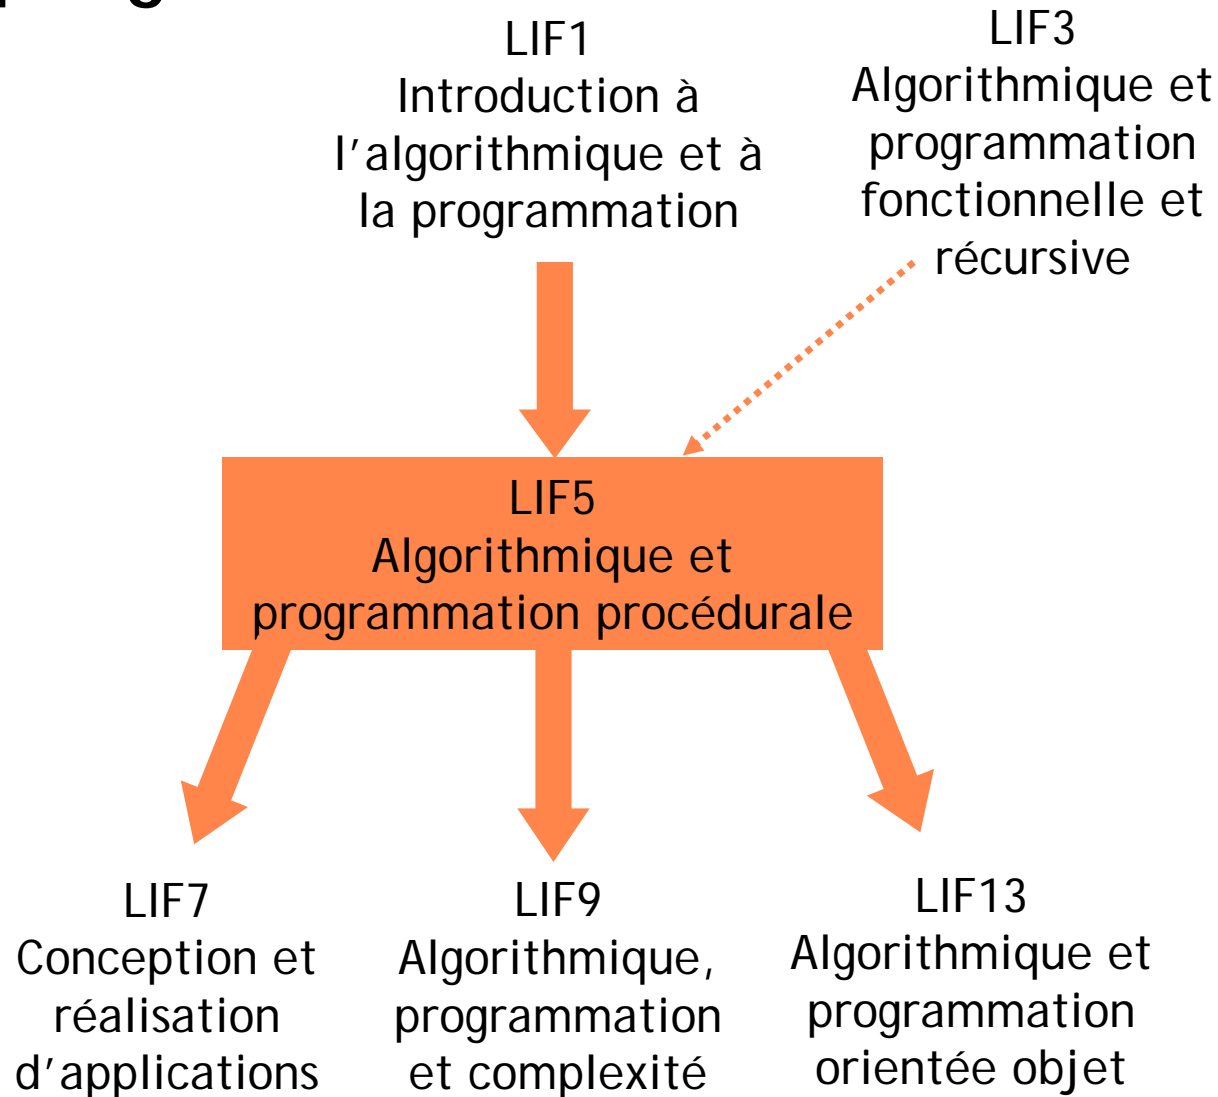 LIF1
Introduction à
l'algorithmique et à
la programmation
LIF3
Algorithmique et
programmation
fonctionnelle et
récursive
LIF5
Algorithmique et
programmation procédurale
LIF7
Conception et
réalisation
d'applications
LIF9
Algorithmique,
programmation
et complexité
LIF13
Algorithmique et
programmation
orientée objet